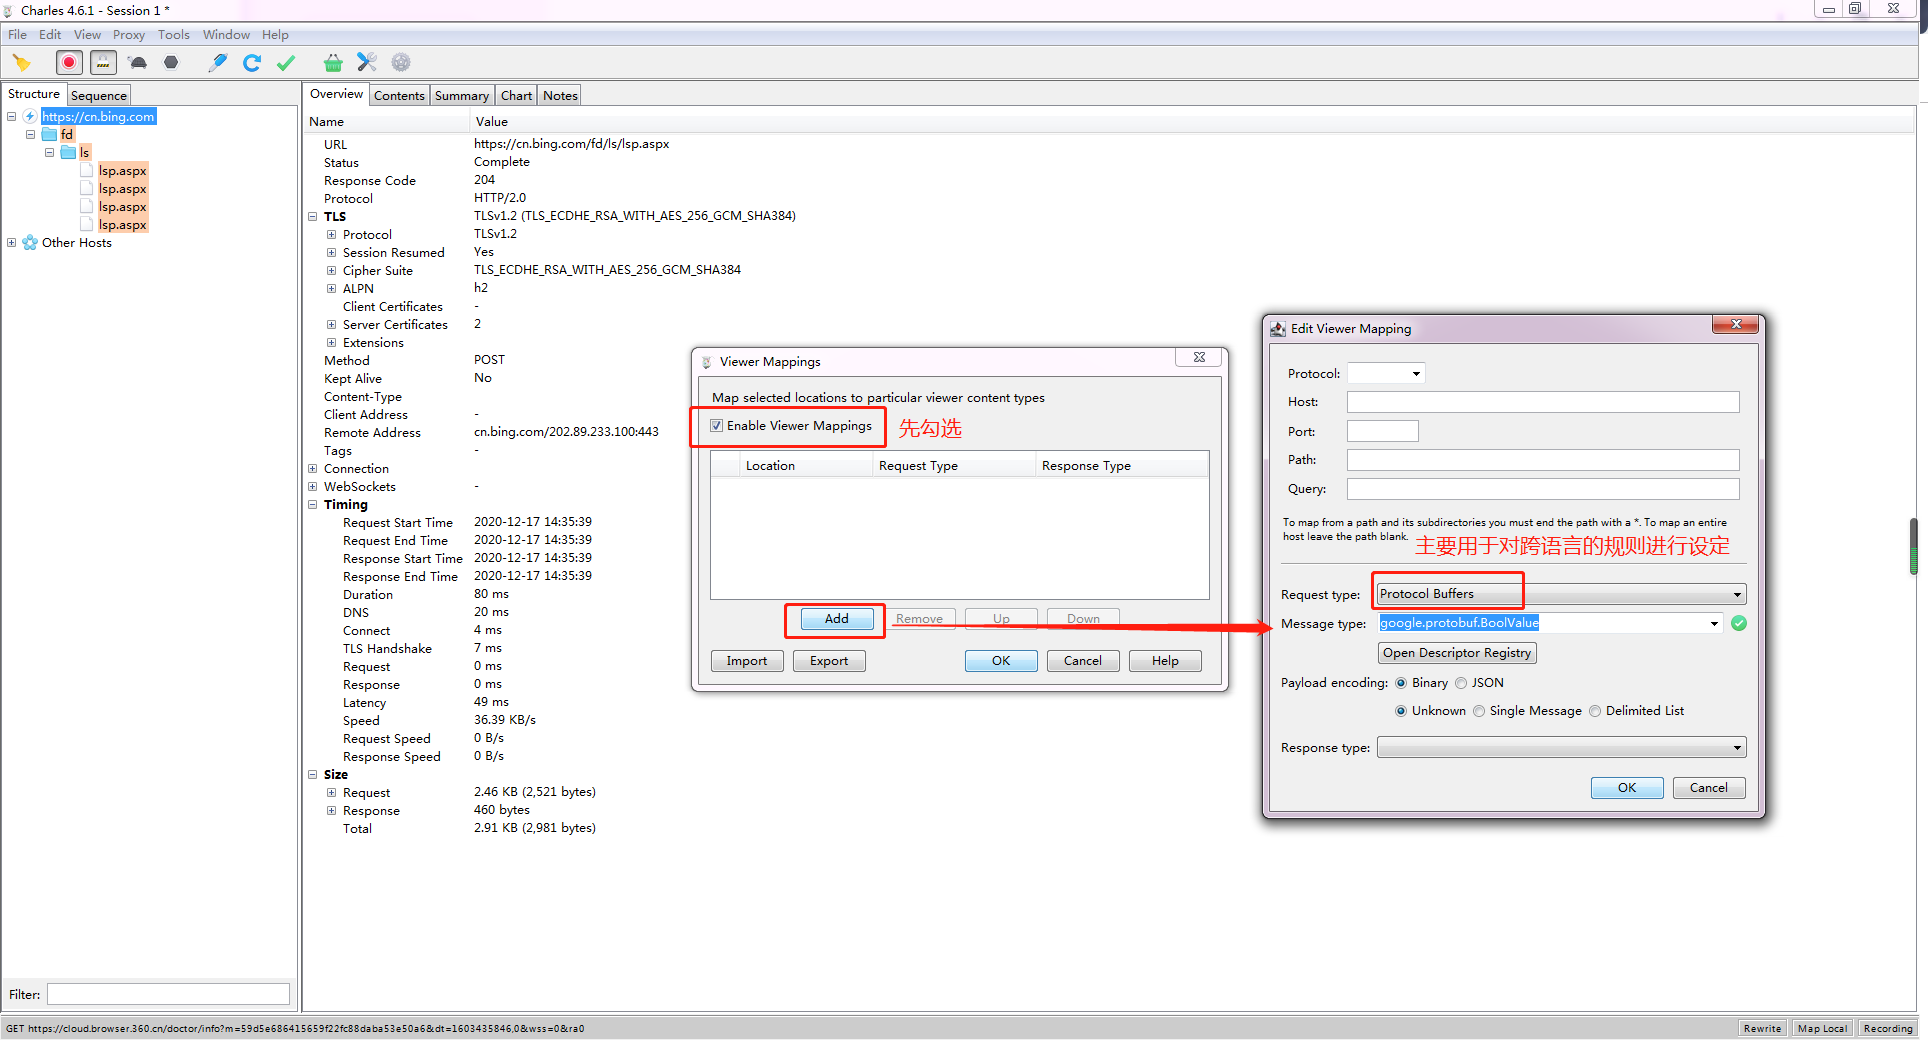 Charles 4.6.1 - Session 1 *
File Edit View Proxy Tools Window Help
Structure Sequence
https://cn.bing.com
fd
ls
lsp.aspx
lsp.aspx
lsp.aspx
lsp.aspx
Other Hosts
Filter:
Overview Contents Summary Chart Notes
Name Value
URL https://cn.bing.com/fd/ls/lsp.aspx
Status Complete
Response Code 204
Protocol HTTP/2.0
TLS TLSv1.2 (TLS_ECDHE_RSA_WITH_AES_256_GCM_SHA384)
Protocol TLSv1.2
Session Resumed Yes
Cipher Suite TLS_ECDHE_RSA_WITH_AES_256_GCM_SHA384
ALPN h2
Client Certificates -
Server Certificates 2
Extensions
Method POST
Kept Alive No
Content-Type
Client Address -
Remote Address cn.bing.com/202.89.233.100:443
Tags -
Connection
WebSockets -
Timing
Request Start Time 2020-12-17 14:35:39
Request End Time 2020-12-17 14:35:39
Response Start Time 2020-12-17 14:35:39
Response End Time 2020-12-17 14:35:39
Duration 80 ms
DNS 20 ms
Connect 4 ms
TLS Handshake 7 ms
Request 0 ms
Response 0 ms
Latency 49 ms
Speed 36.39 KB/s
Request Speed 0 B/s
Response Speed 0 B/s
Size
Request 2.46 KB (2,521 bytes)
Response 460 bytes
Total 2.91 KB (2,981 bytes)
Viewer Mappings
Map selected locations to particular viewer content types
Enable Viewer Mappings 先勾选
Location Request Type Response Type
Add Remove Up Down
Import Export OK Cancel Help
Edit Viewer Mapping
Protocol:
Host:
Port:
Path:
Query:
To map from a path and its subdirectories you must end the path with a *. To map an entire
host leave the path blank.
主要用于对跨语言的规则进行设定
Request type: Protocol Buffers
Message type: google.protobuf.BoolValue
Open Descriptor Registry
Payload encoding: Binary JSON
Unknown Single Message Delimited List
Response type:
OK Cancel
GET https://cloud.browser.360.cn/doctor/info?m=59d5e686415659f22fc88daba53e50a6&dt=1603435846,0&wss=0&ra0
Rewrite Map Local Recording